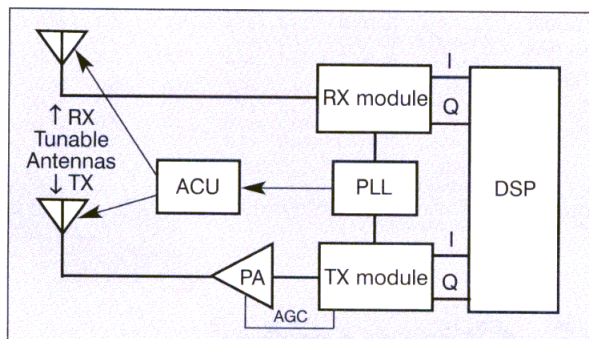 I
RX module
Q
↑ RX
Tunable
Antennas
↓ TX
ACU
PLL
DSP
I
PA
TX module
Q
AGC